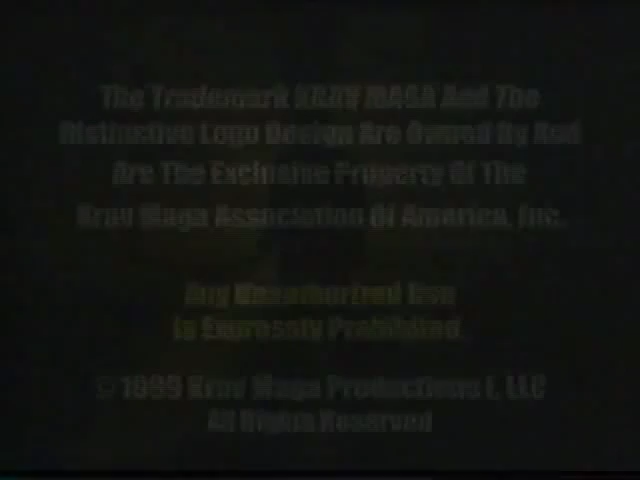 The Trademark KRAV MAGA And The
Distinctive Logo Design Are Owned By And
Are The Exclusive Property Of The
Krav Maga Association Of America, Inc.
Any Unauthorized Use
Is Expressly Prohibited.
© 1999 Krav Maga Productions I, LLC
All Rights Reserved